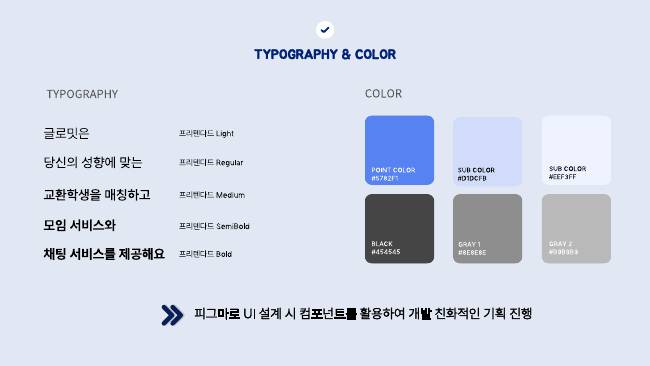 TYPOGRAPHY & COLOR
TYPOGRAPHY
글로밋은 프리텐다드 Light
당신의 성향에 맞는 프리텐다드 Regular
교환학생을 매칭하고 프리텐다드 Medium
모임 서비스와 프리텐다드 SemiBold
채팅 서비스를 제공해요 프리텐다드 Bold
COLOR
POINT COLOR
#5782F1
SUB COLOR
#D1DCFB
SUB COLOR
#EEF3FF
BLACK
#454545
GRAY 1
#8E8E8E
GRAY 2
#B9B9B9
피그마로 UI 설계 시 컴포넌트를 활용하여 개발 친화적인 기획 진행